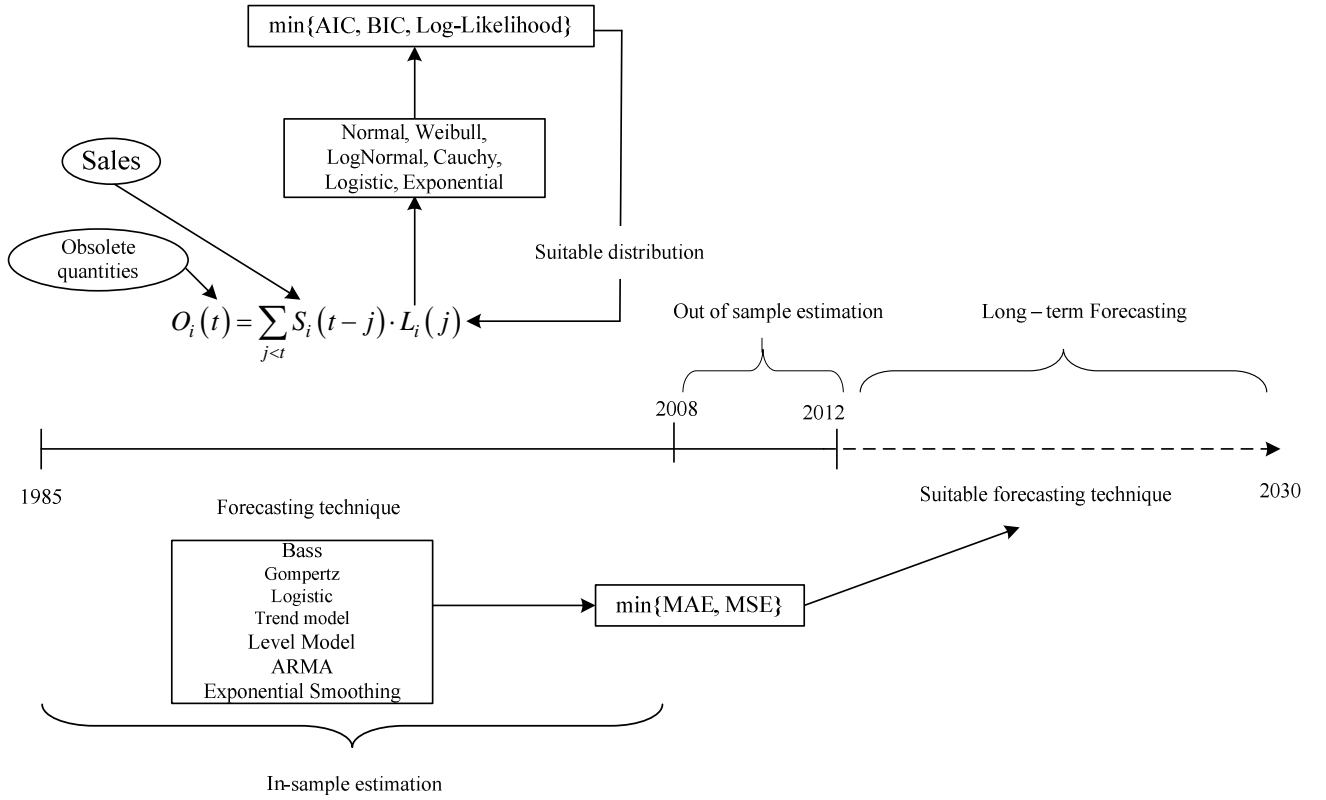 min{AIC, BIC, Log-Likelihood}
Normal, Weibull,
LogNormal, Cauchy,
Logistic, Exponential
Sales
Obsolete
quantities
Suitable distribution
O_i(t) = ∑_{j<t} S_i(t − j) · L_i(j)
Out of sample estimation
Long – term Forecasting
2008
2012
1985
2030
Suitable forecasting technique
Forecasting technique
Bass
Gompertz
Logistic
Trend model
Level Model
ARMA
Exponential Smoothing
min{MAE, MSE}
In-sample estimation